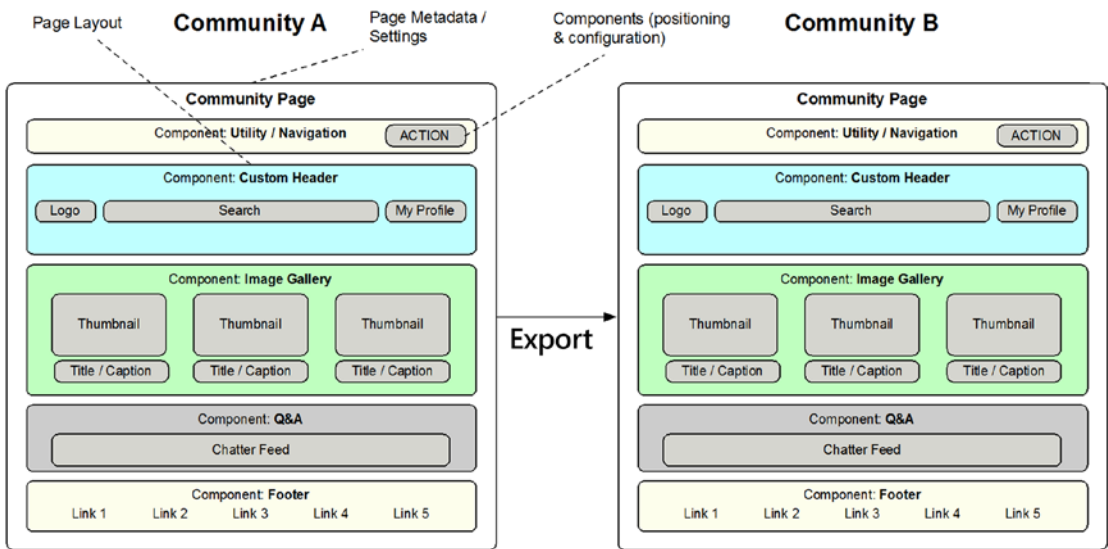 Page Layout
Community A
Page Metadata /
Settings
Components (positioning
& configuration)
Community B
Community Page
Component: Utility / Navigation
ACTION
Component: Custom Header
Logo
Search
My Profile
Component: Image Gallery
Thumbnail
Thumbnail
Thumbnail
Title / Caption
Title / Caption
Title / Caption
Component: Q&A
Chatter Feed
Component: Footer
Link 1
Link 2
Link 3
Link 4
Link 5
Export
Community Page
Component: Utility / Navigation
ACTION
Component: Custom Header
Logo
Search
My Profile
Component: Image Gallery
Thumbnail
Thumbnail
Thumbnail
Title / Caption
Title / Caption
Title / Caption
Component: Q&A
Chatter Feed
Component: Footer
Link 1
Link 2
Link 3
Link 4
Link 5